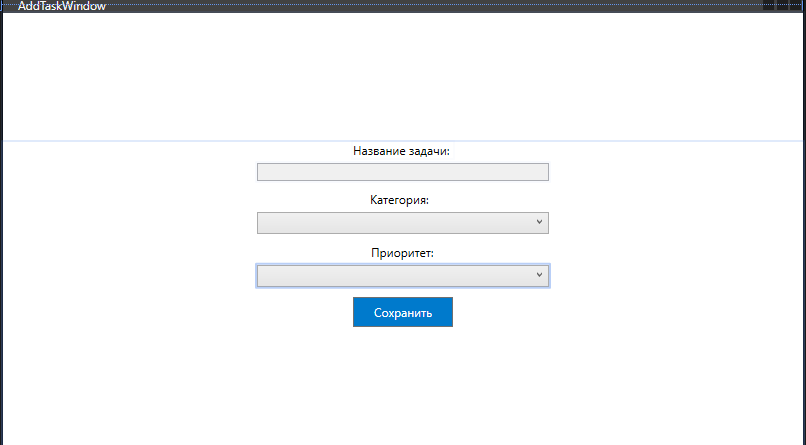 AddTaskWindow
Название задачи:
Категория:
Приоритет:
Сохранить